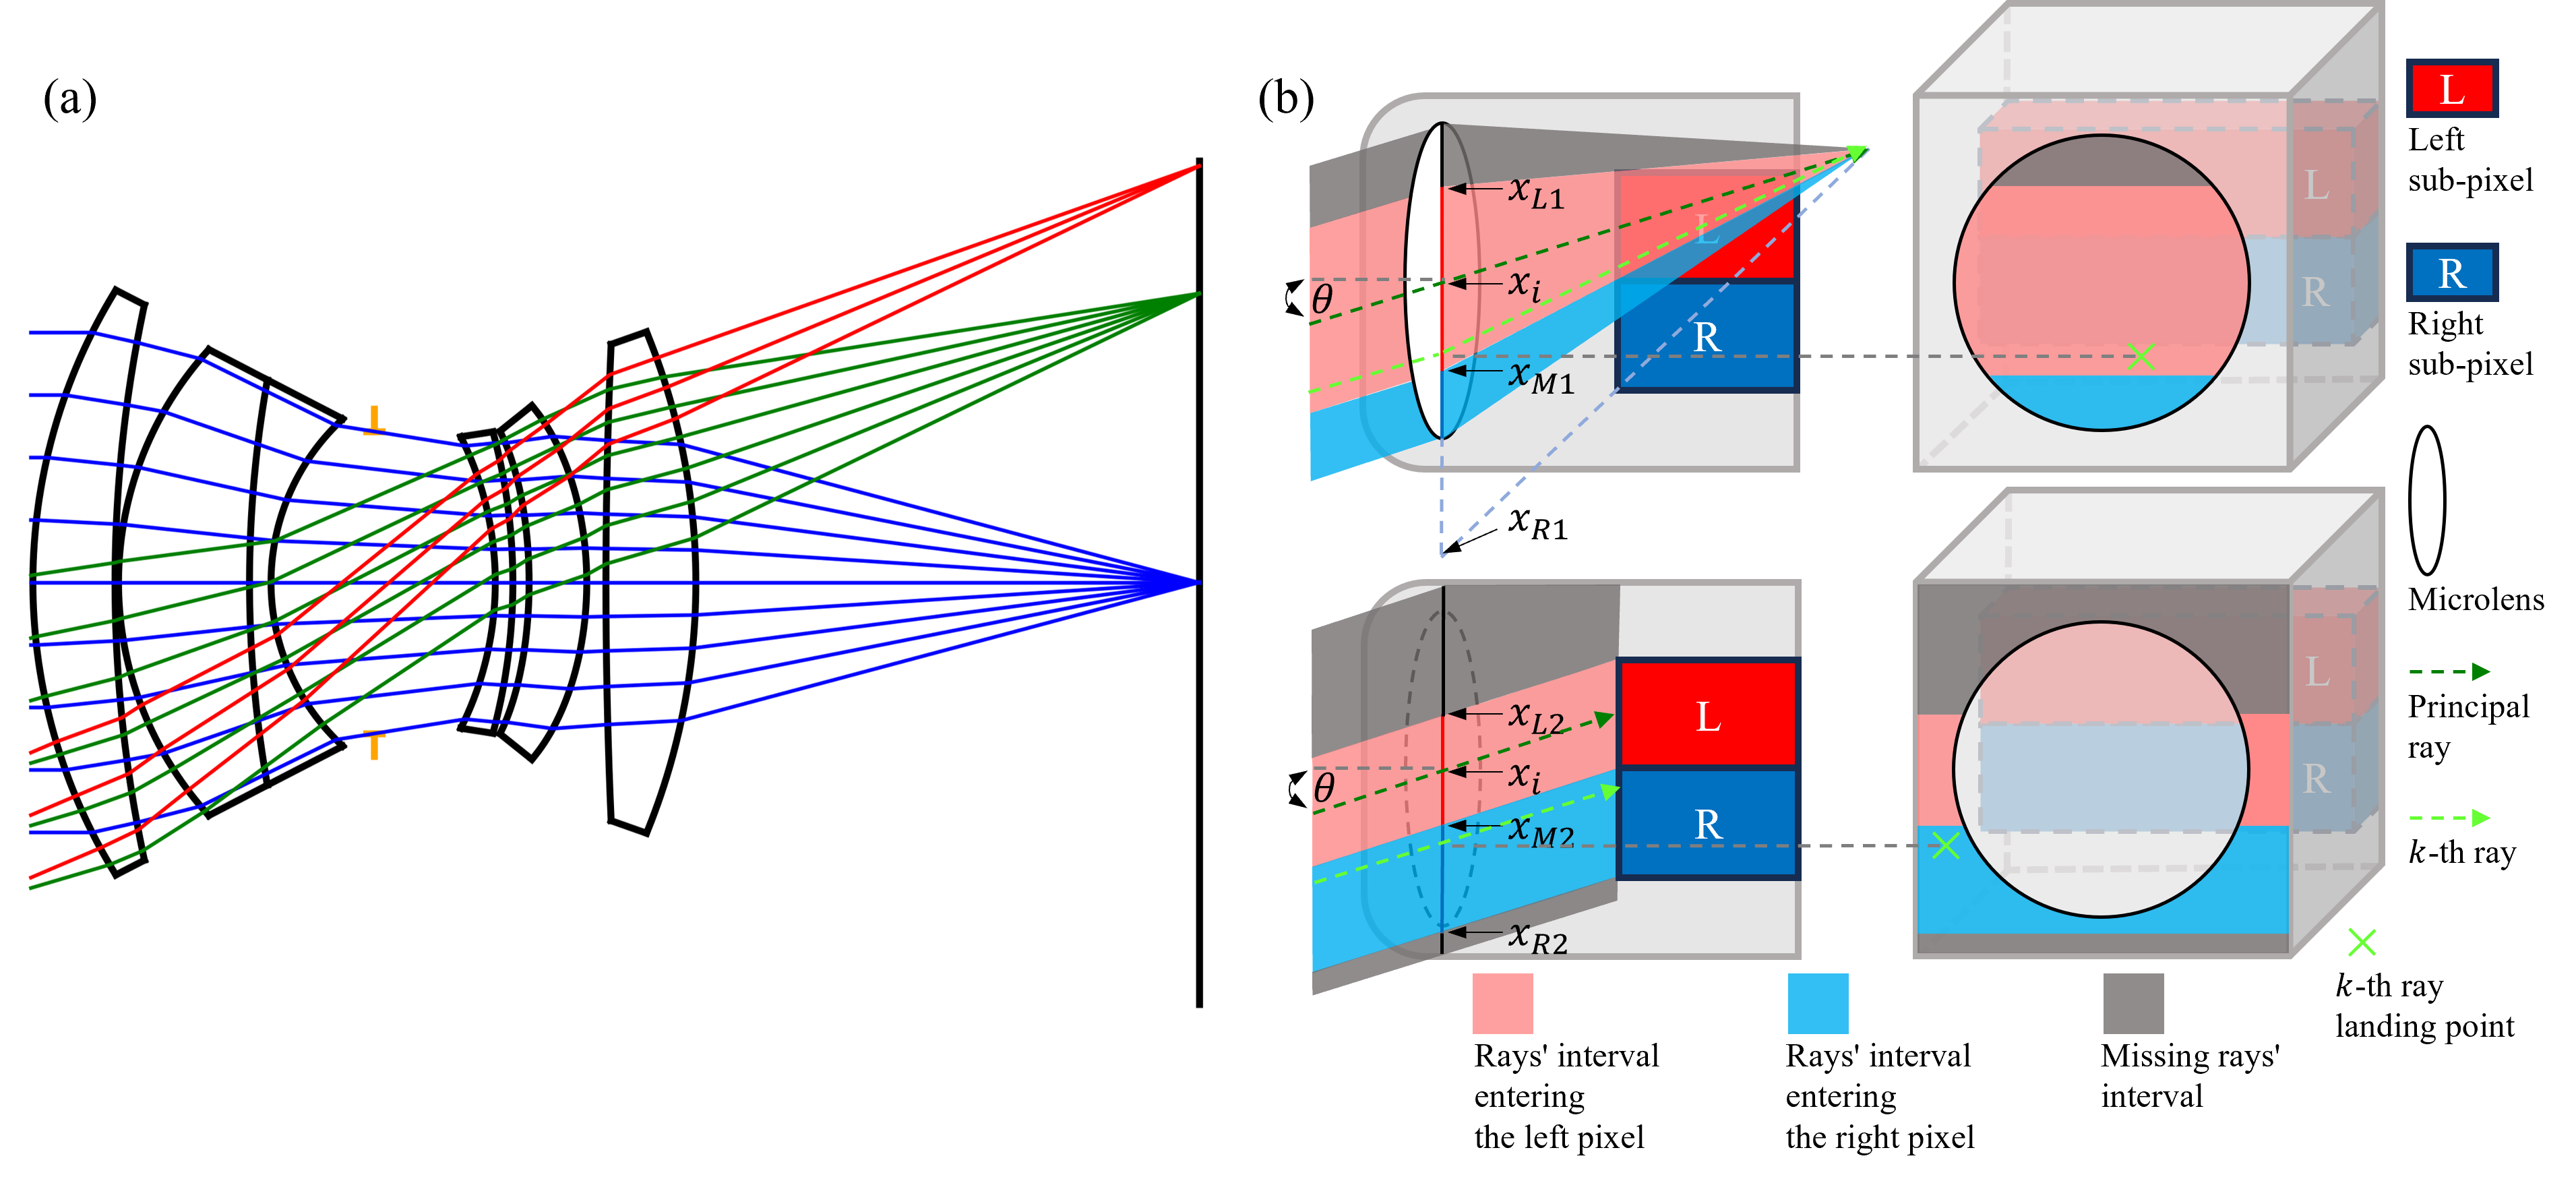 (a)
(b)
x_{L1}
x_i
θ
x_{M1}
x_{R1}
L
R
L
R
x_{L2}
x_i
θ
x_{M2}
x_{R2}
L
R
L
R
L
Left
sub-pixel
R
Right
sub-pixel
Microlens
Principal
ray
k-th ray
k-th ray
landing point
Rays' interval
entering
the left pixel
Rays' interval
entering
the right pixel
Missing rays'
interval